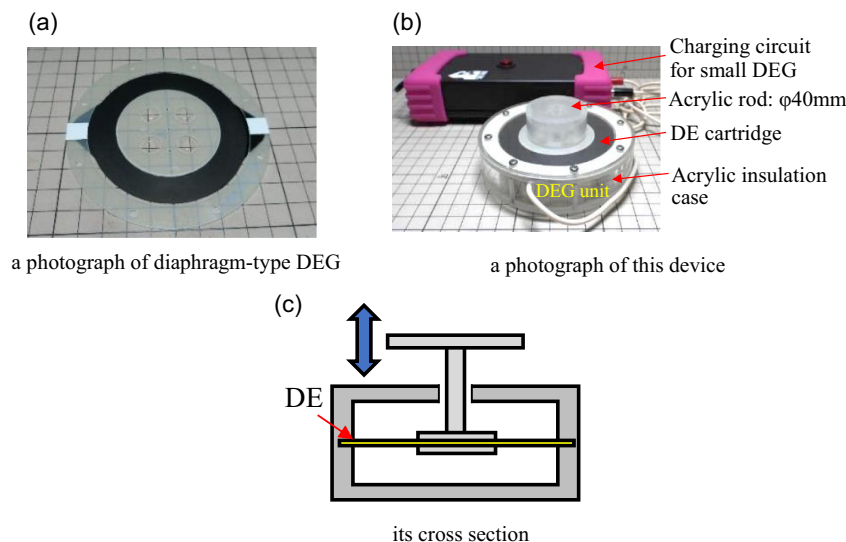 (a)
(b)
Charging circuit
for small DEG
Acrylic rod: φ40mm
DE cartridge
Acrylic insulation
case
DEG unit
a photograph of diaphragm-type DEG
a photograph of this device
(c)
DE
its cross section